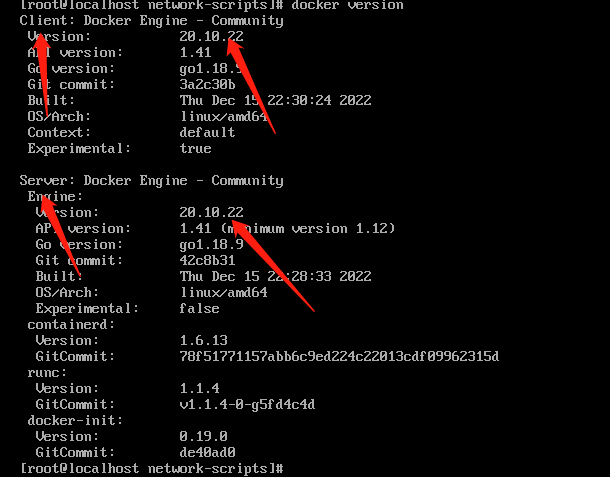 [root@localhost network-scripts]# docker version
Client: Docker Engine - Community
Version: 20.10.22
API version: 1.41
Go version: go1.18.9
Git commit: 3a2c30b
Built: Thu Dec 15 22:30:24 2022
OS/Arch: linux/amd64
Context: default
Experimental: true
Server: Docker Engine - Community
Engine:
Version: 20.10.22
API version: 1.41 (minimum version 1.12)
Go version: go1.18.9
Git commit: 42c8b31
Built: Thu Dec 15 22:28:33 2022
OS/Arch: linux/amd64
Experimental: false
containerd:
Version: 1.6.13
GitCommit: 78f51771157abb6c9ed224c22013cdf09962315d
runc:
Version: 1.1.4
GitCommit: v1.1.4-0-g5fd4c4d
docker-init:
Version: 0.19.0
GitCommit: de40ad0
[root@localhost network-scripts]#